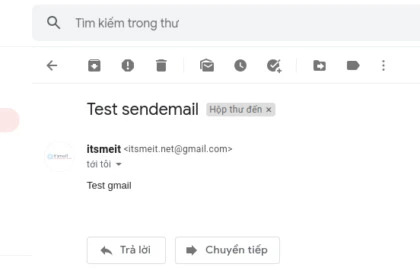 Tìm kiếm trong thư
Test sendemail Hộp thư đến ×
itsmeit <itsmeit.net@gmail.com>
tới tôi
Test gmail
Trả lời Chuyển tiếp